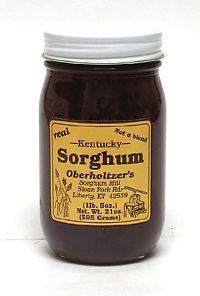 real
Not a blend
—Kentucky—
Sorghum
Oberholtzer's
Sorghum Mill
Sloan Fork Rd.
Liberty, KY 42539
(1lb. 5oz.)
Net. Wt. 21oz.
(595 Grams)